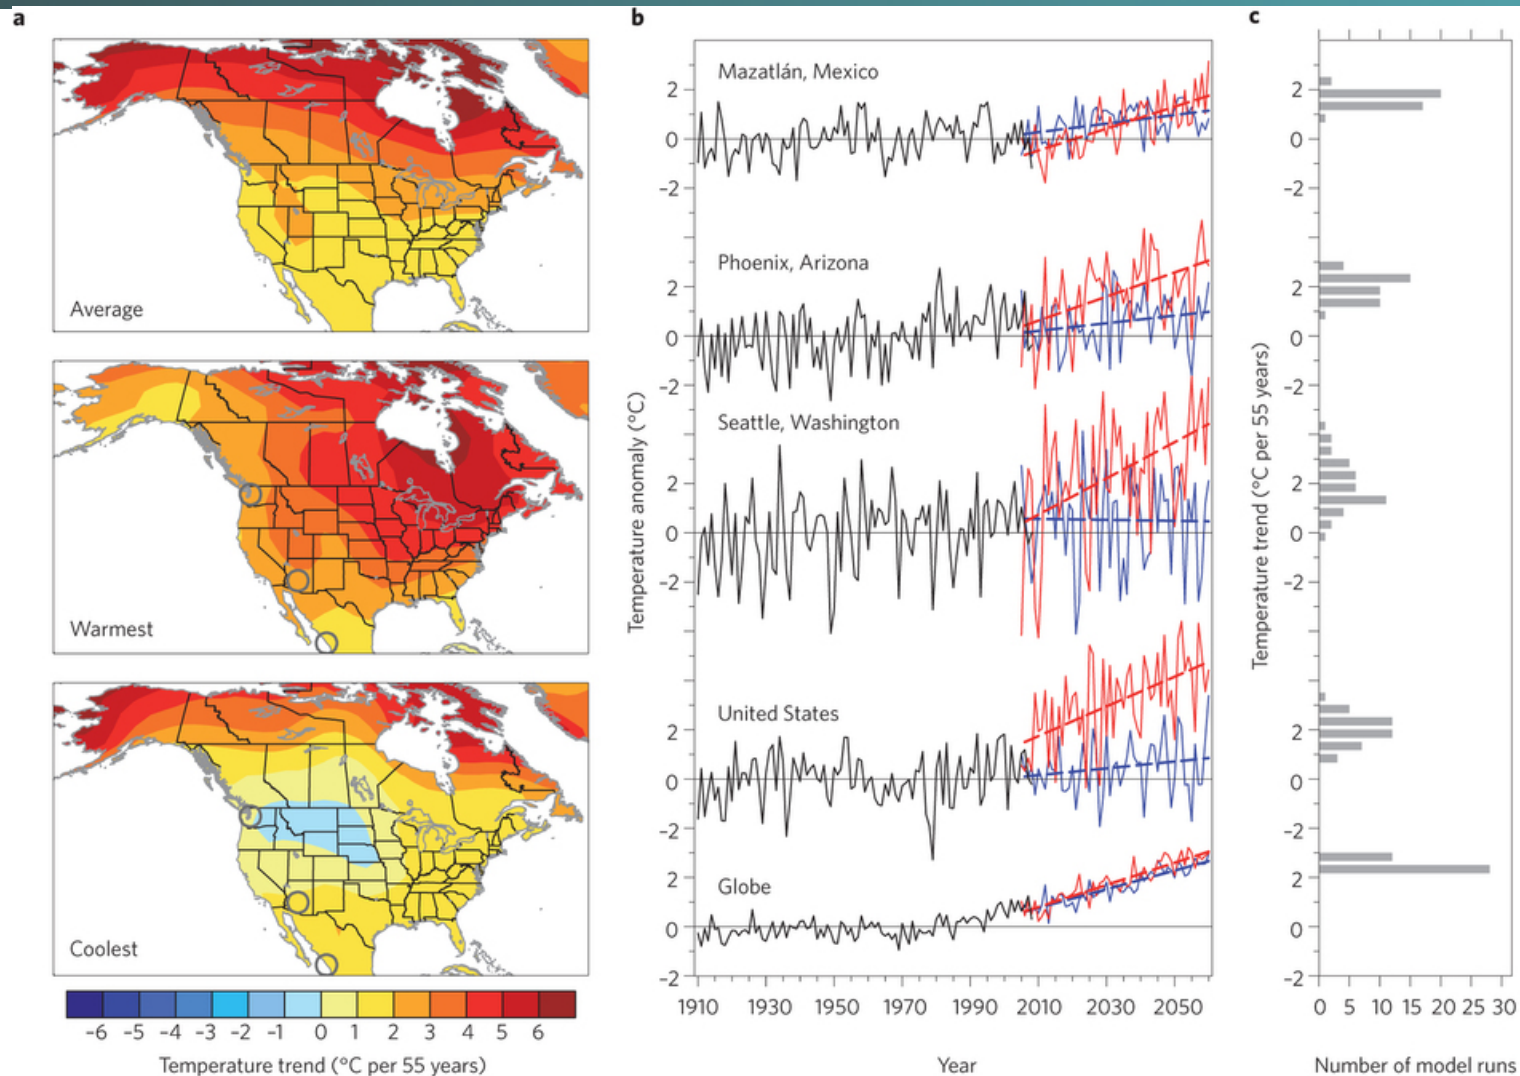 a
Average
Warmest
Coolest
–6 –5 –4 –3 –2 –1 0 1 2 3 4 5 6
Temperature trend (°C per 55 years)
b
Temperature anomaly (°C)
Mazatlán, Mexico
2
0
–2
Phoenix, Arizona
2
0
–2
Seattle, Washington
2
0
–2
United States
2
0
–2
Globe
2
0
–2
1910 1930 1950 1970 1990 2010 2030 2050
Year
c
Temperature trend (°C per 55 years)
2
0
–2
2
0
–2
2
0
–2
2
0
–2
2
0
–2
0 5 10 15 20 25 30
Number of model runs